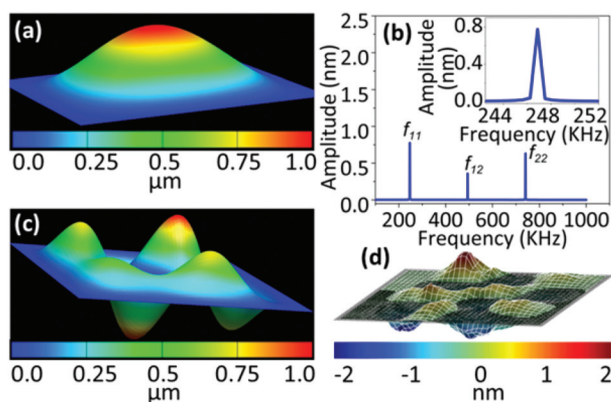 (a)
0.0 0.25 0.5 0.75 1.0
µm
(b)
Amplitude (nm)
2.5
2.0
1.5
1.0
0.5
0.0
f11
f12
f22
200 400 600 800 1000
Frequency (KHz)
Amplitude
(nm)
0.8
0.4
0.0
244 248 252
Frequency (KHz)
(c)
0.0 0.25 0.5 0.75 1.0
µm
(d)
-2 -1 0 1 2
nm